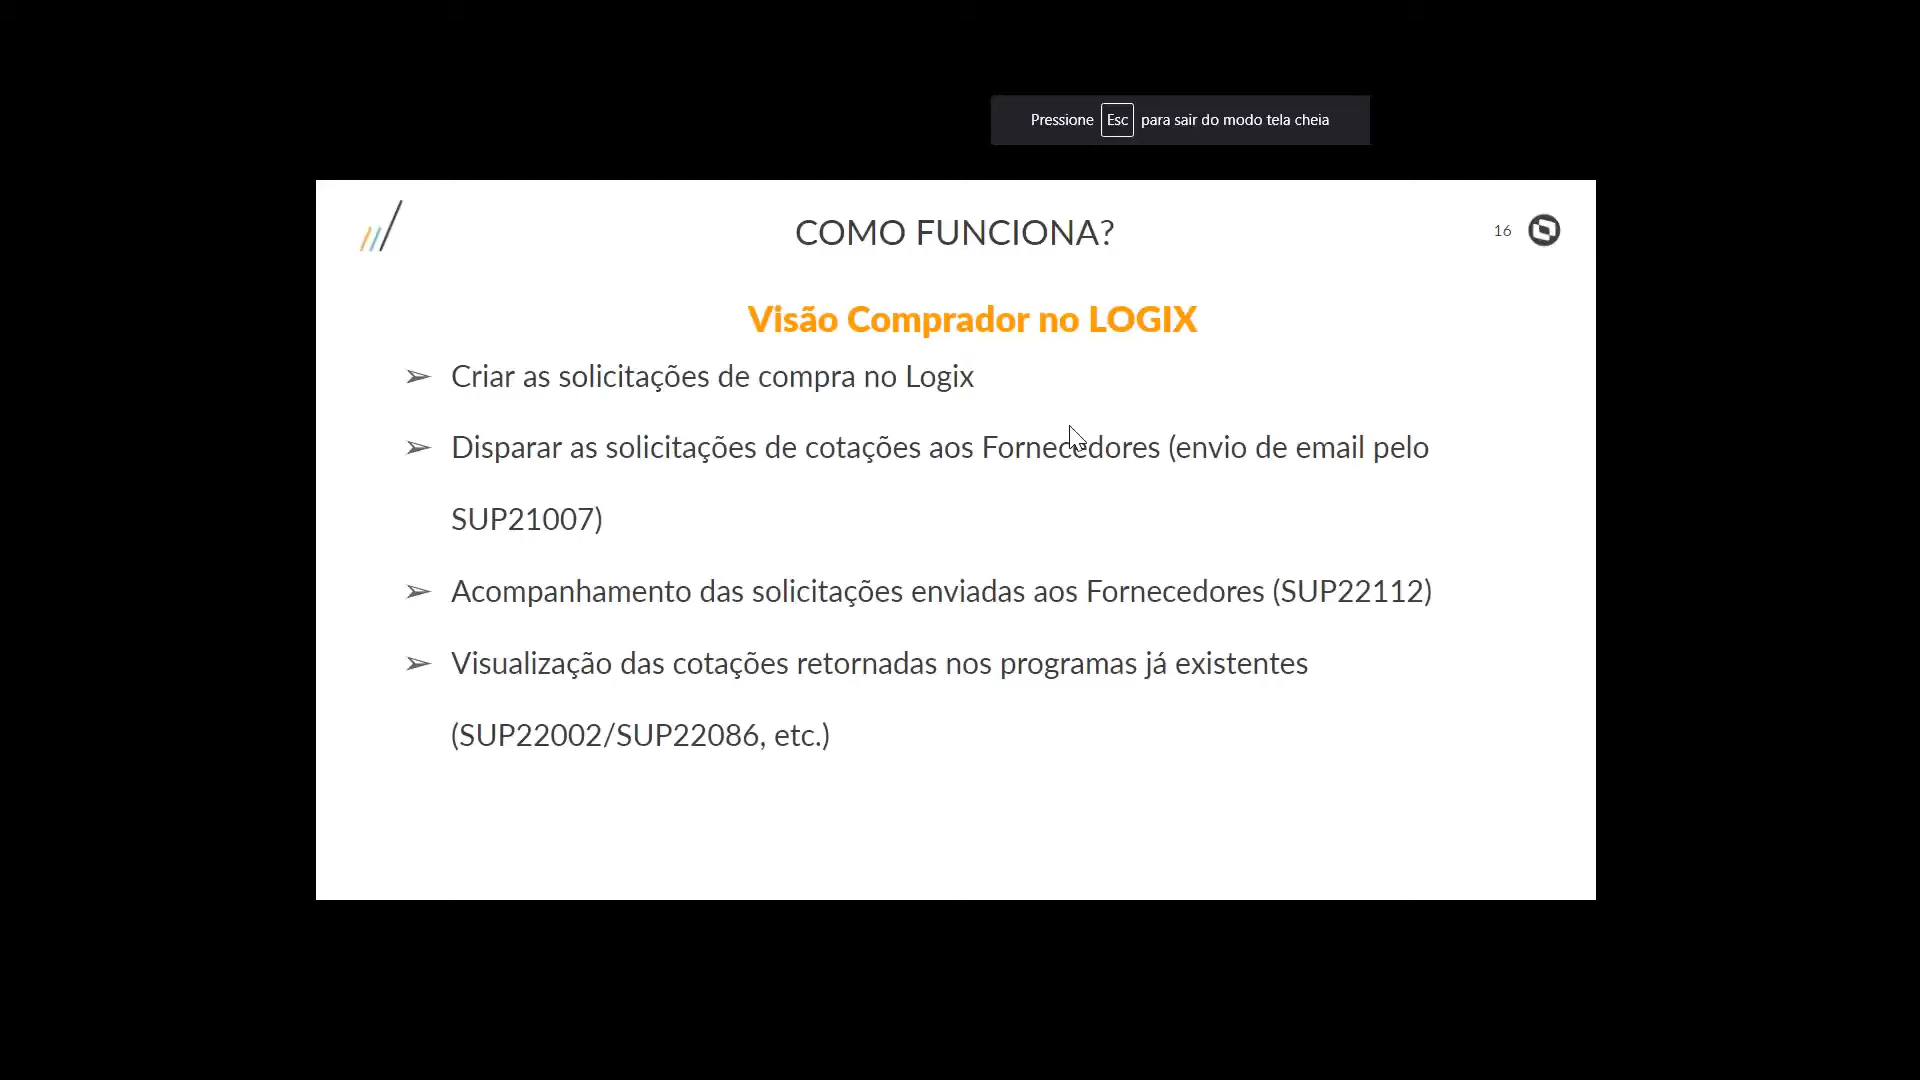 Pressione Esc para sair do modo tela cheia
COMO FUNCIONA?
16
Visão Comprador no LOGIX
➢ Criar as solicitações de compra no Logix
➢ Disparar as solicitações de cotações aos Fornecedores (envio de email pelo
SUP21007)
➢ Acompanhamento das solicitações enviadas aos Fornecedores (SUP22112)
➢ Visualização das cotações retornadas nos programas já existentes
(SUP22002/SUP22086, etc.)